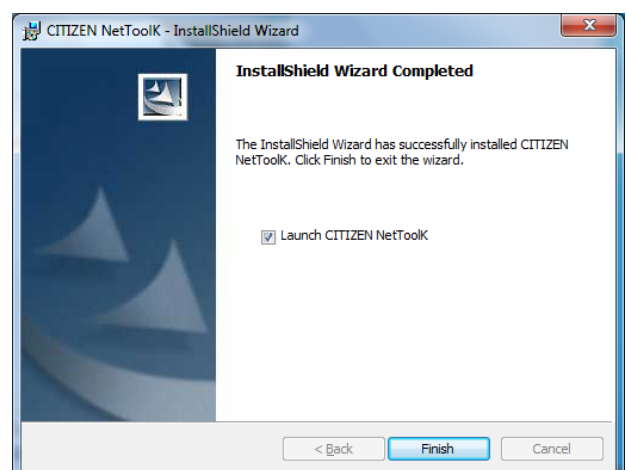 CITIZEN NetToolK - InstallShield Wizard
InstallShield Wizard Completed
The InstallShield Wizard has successfully installed CITIZEN
NetToolK. Click Finish to exit the wizard.
Launch CITIZEN NetToolK
< Back
Finish
Cancel